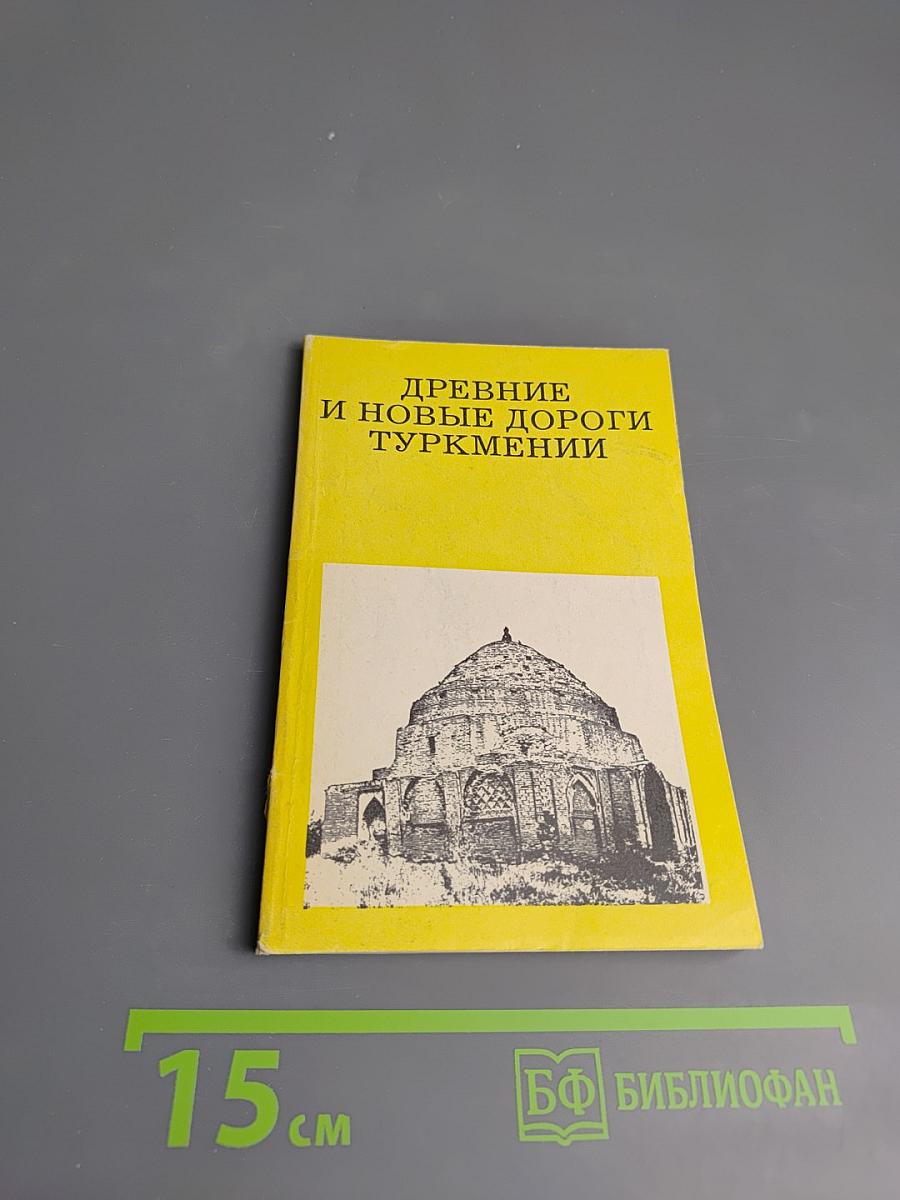 ДРЕВНИЕ
И НОВЫЕ ДОРОГИ
ТУРКМЕНИИ
15 см
БФ БИБЛИОФАН